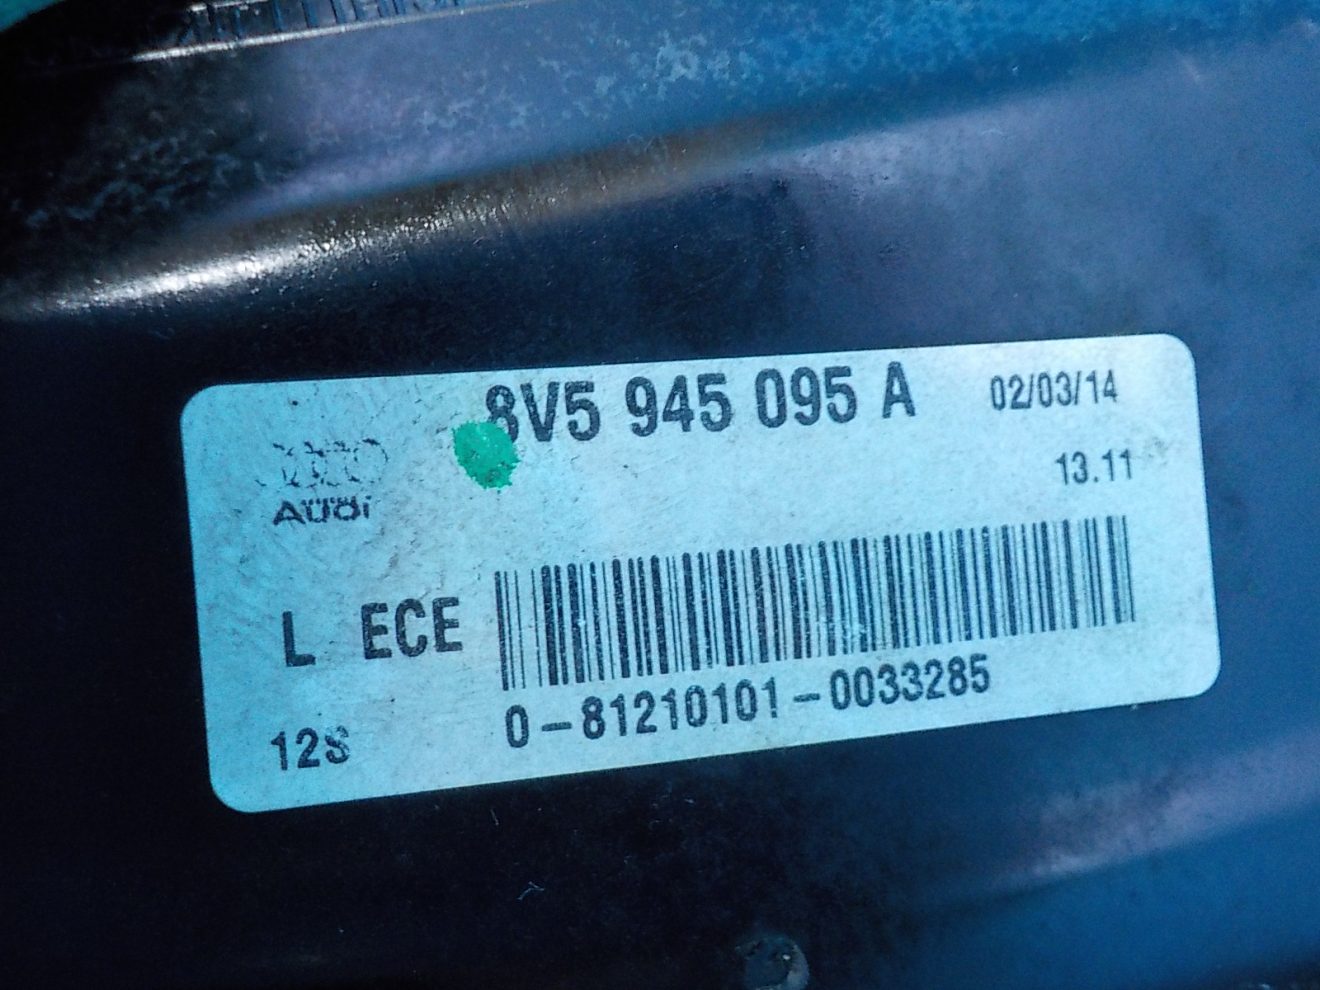 8V5 945 095 A 02/03/14
13.11
Audi
L ECE
0-81210101-0033285
12S